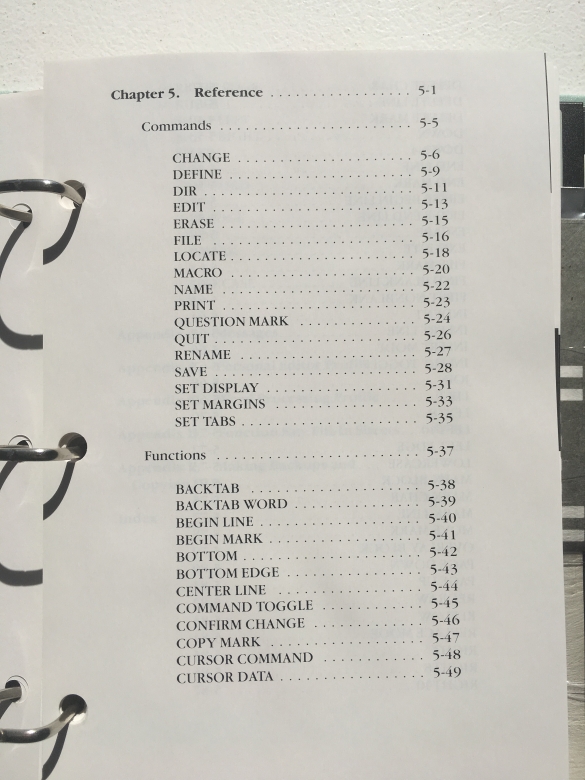 Chapter 5. Reference . . . . . . . . . . . . . . . . . . . . 5-1
Commands . . . . . . . . . . . . . . . . . . . . . . . . . . 5-5
CHANGE . . . . . . . . . . . . . . . . . . . . . . . . 5-6
DEFINE . . . . . . . . . . . . . . . . . . . . . . . . . 5-9
DIR . . . . . . . . . . . . . . . . . . . . . . . . . . . . 5-11
EDIT . . . . . . . . . . . . . . . . . . . . . . . . . . . 5-13
ERASE . . . . . . . . . . . . . . . . . . . . . . . . . . 5-15
FILE . . . . . . . . . . . . . . . . . . . . . . . . . . . 5-16
LOCATE . . . . . . . . . . . . . . . . . . . . . . . . . 5-18
MACRO . . . . . . . . . . . . . . . . . . . . . . . . . 5-20
NAME . . . . . . . . . . . . . . . . . . . . . . . . . . 5-22
PRINT . . . . . . . . . . . . . . . . . . . . . . . . . . 5-23
QUESTION MARK . . . . . . . . . . . . . . . . 5-24
QUIT . . . . . . . . . . . . . . . . . . . . . . . . . . . 5-26
RENAME . . . . . . . . . . . . . . . . . . . . . . . . 5-27
SAVE . . . . . . . . . . . . . . . . . . . . . . . . . . . 5-28
SET DISPLAY . . . . . . . . . . . . . . . . . . . . . 5-31
SET MARGINS . . . . . . . . . . . . . . . . . . . 5-33
SET TABS . . . . . . . . . . . . . . . . . . . . . . . . 5-35
Functions . . . . . . . . . . . . . . . . . . . . . . . . . . . 5-37
BACKTAB . . . . . . . . . . . . . . . . . . . . . . 5-38
BACKTAB WORD . . . . . . . . . . . . . . . . . 5-39
BEGIN LINE . . . . . . . . . . . . . . . . . . . . . 5-40
BEGIN MARK . . . . . . . . . . . . . . . . . . . . 5-41
BOTTOM . . . . . . . . . . . . . . . . . . . . . . . 5-42
BOTTOM EDGE . . . . . . . . . . . . . . . . . . 5-43
CENTER LINE . . . . . . . . . . . . . . . . . . . . 5-44
COMMAND TOGGLE . . . . . . . . . . . . . . 5-45
CONFIRM CHANGE . . . . . . . . . . . . . . . 5-46
COPY MARK . . . . . . . . . . . . . . . . . . . . . 5-47
CURSOR COMMAND . . . . . . . . . . . . . . 5-48
CURSOR DATA . . . . . . . . . . . . . . . . . . . 5-49